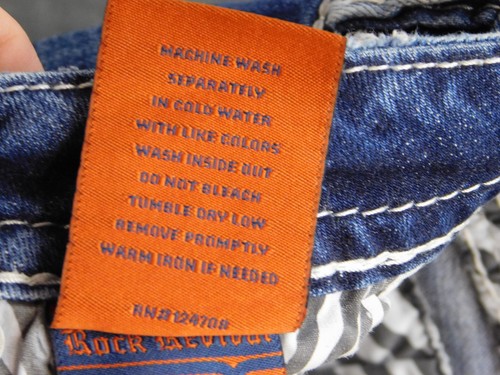 MACHINE WASH
SEPARATELY
IN COLD WATER
WITH LIKE COLORS
WASH INSIDE OUT
DO NOT BLEACH
TUMBLE DRY LOW
REMOVE PROMPTLY
WARM IRON IF NEEDED
RN#124708
Rock Revival